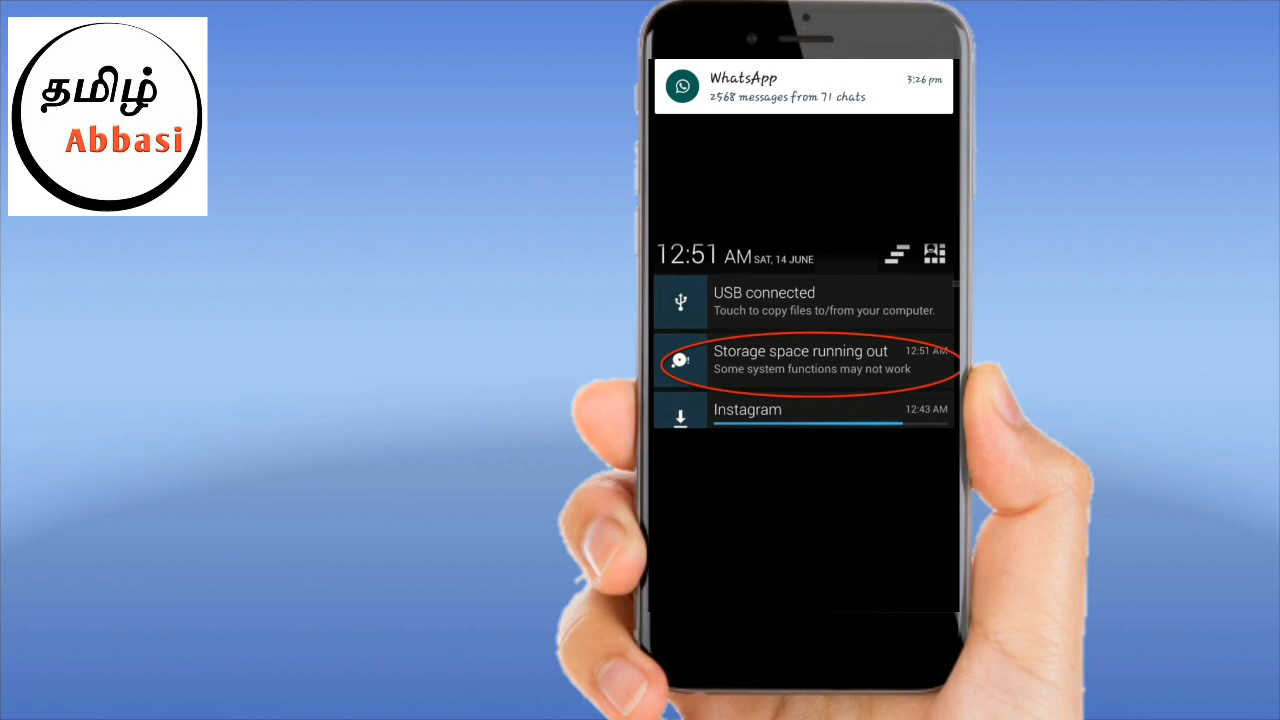 தமிழ்
Abbasi
WhatsApp
3:26 pm
2568 messages from 71 chats
12:51 AM SAT, 14 JUNE
USB connected
Touch to copy files to/from your computer.
Storage space running out
12:51 AM
Some system functions may not work
Instagram
12:43 AM